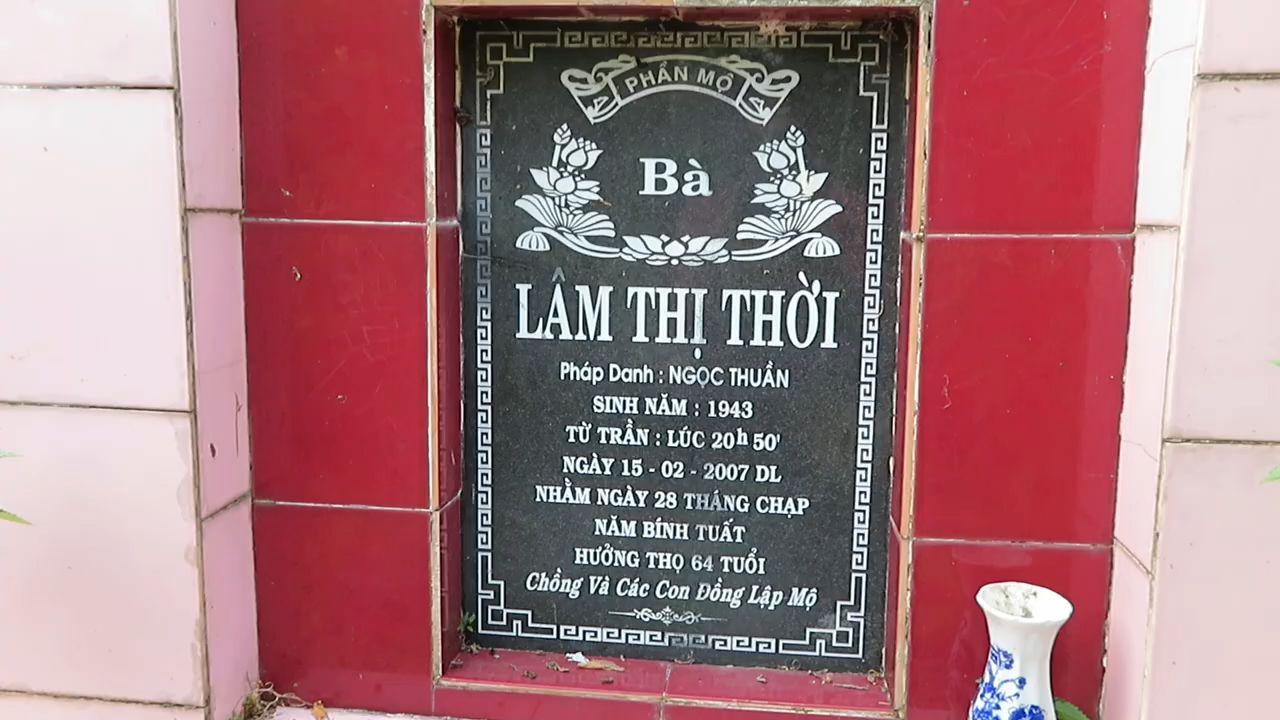 PHẦN MỘ
Bà
LÂM THỊ THỜI
Pháp Danh : NGỌC THUẦN
SINH NĂM : 1943
TỪ TRẦN : LÚC 20h 50'
NGÀY 15 - 02 - 2007 DL
NHẰM NGÀY 28 THÁNG CHẠP
NĂM BÍNH TUẤT
HƯỞNG THỌ 64 TUỔI
Chồng Và Các Con Đồng Lập Mộ